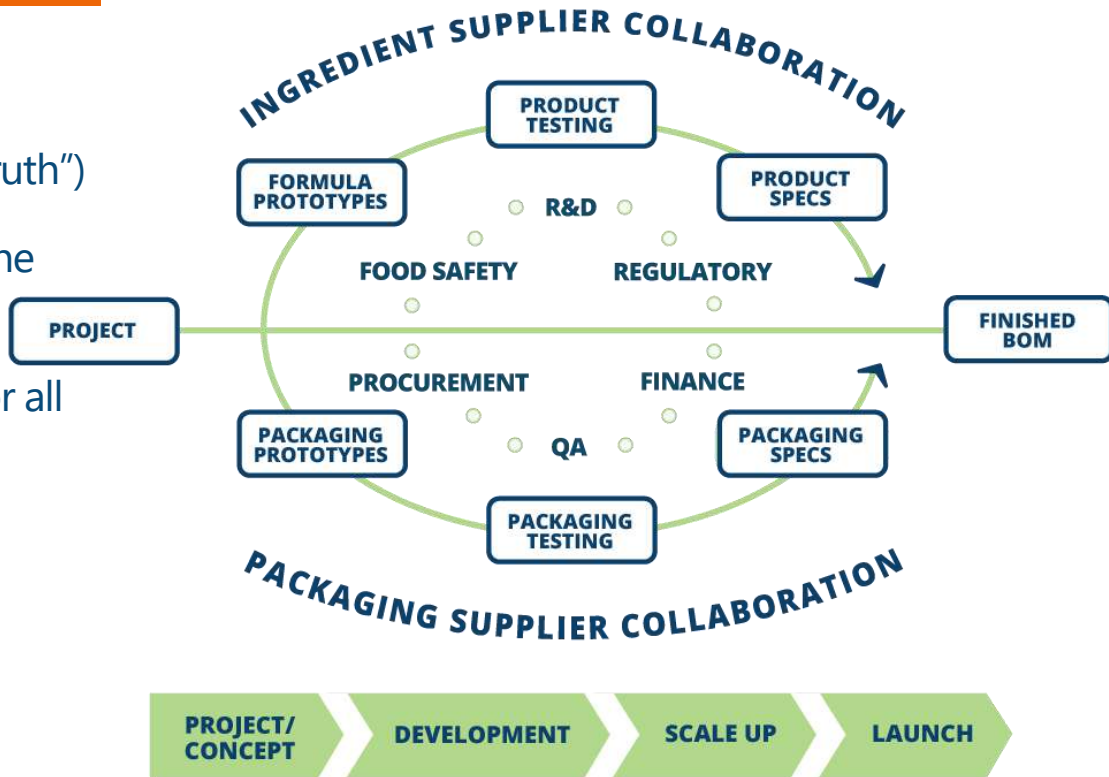 INGREDIENT SUPPLIER COLLABORATION
PRODUCT
TESTING
ruth”)
FORMULA
PROTOTYPES
PRODUCT
SPECS
R&D
ne
FOOD SAFETY
REGULATORY
PROJECT
FINISHED
BOM
r all
PROCUREMENT
FINANCE
PACKAGING
PROTOTYPES
QA
PACKAGING
SPECS
PACKAGING
TESTING
PACKAGING SUPPLIER COLLABORATION
PROJECT/
CONCEPT
DEVELOPMENT
SCALE UP
LAUNCH